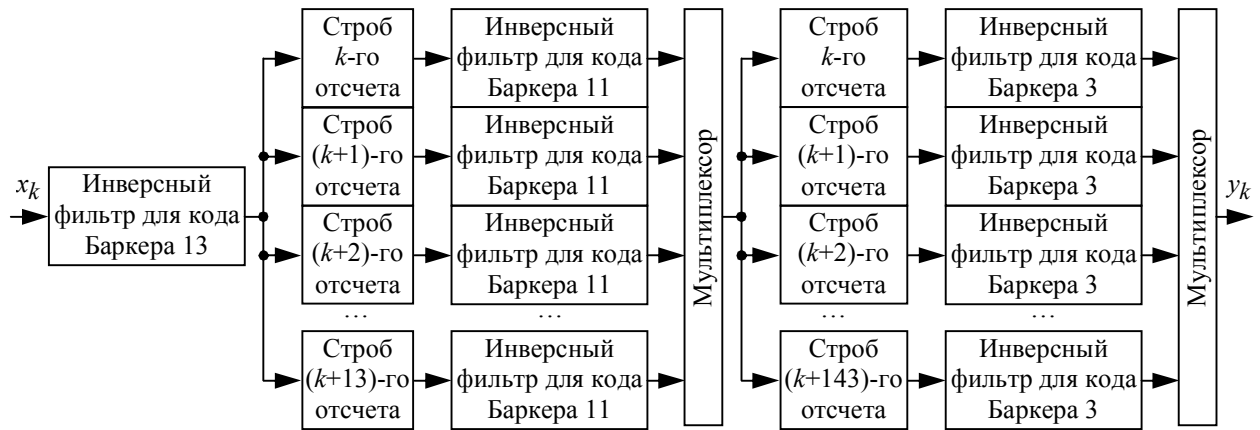 x_k
Инверсный
фильтр для кода
Баркера 13
Строб
k-го
отсчета
Инверсный
фильтр для кода
Баркера 11
Строб
(k+1)-го
отсчета
Инверсный
фильтр для кода
Баркера 11
Строб
(k+2)-го
отсчета
Инверсный
фильтр для кода
Баркера 11
…
…
Строб
(k+13)-го
отсчета
Инверсный
фильтр для кода
Баркера 11
Мультиплексор
Строб
k-го
отсчета
Инверсный
фильтр для кода
Баркера 3
Строб
(k+1)-го
отсчета
Инверсный
фильтр для кода
Баркера 3
Строб
(k+2)-го
отсчета
Инверсный
фильтр для кода
Баркера 3
…
…
Строб
(k+143)-го
отсчета
Инверсный
фильтр для кода
Баркера 3
Мультиплексор
y_k